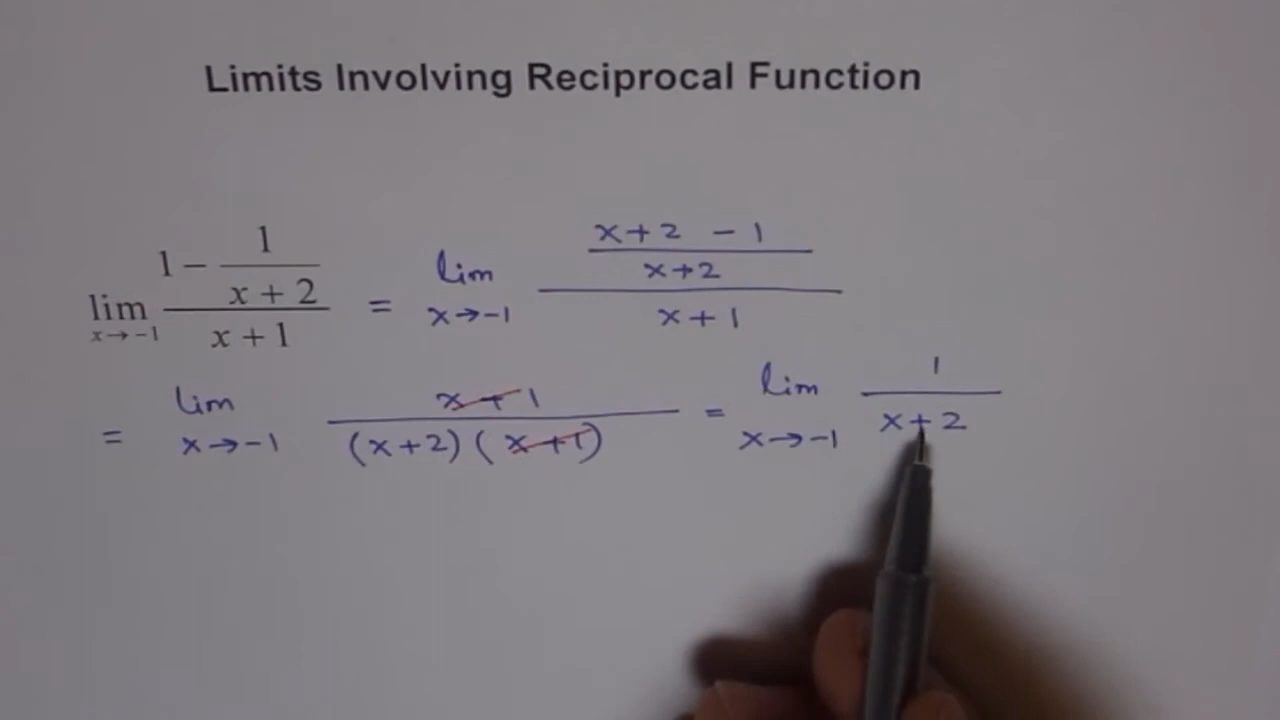 Limits Involving Reciprocal Function
lim x→-1 (1 - 1/(x + 2))/(x + 1) = lim x→-1 ((x+2 - 1)/(x+2))/(x+1)
= lim x→-1 (x+1)/((x+2)(x+1)) = lim x→-1 1/(x+2)